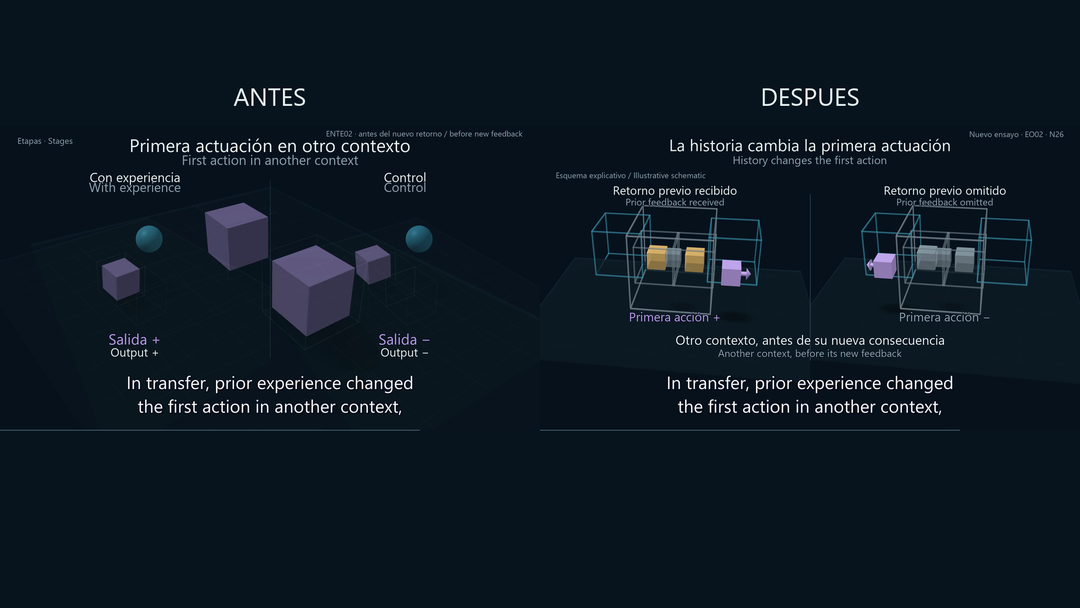 ANTES
Etapas · Stages
ENTE02 · antes del nuevo retorno / before new feedback
Primera actuación en otro contexto
First action in another context
Con experiencia
With experience
Control
Control
Salida +
Output +
Salida −
Output −
In transfer, prior experience changed
the first action in another context,
DESPUES
Nuevo ensayo · EO02 · N26
La historia cambia la primera actuación
History changes the first action
Esquema explicativo / Illustrative schematic
Retorno previo recibido
Prior feedback received
Retorno previo omitido
Prior feedback omitted
Primera acción +
Primera acción −
Otro contexto, antes de su nueva consecuencia
Another context, before its new feedback
In transfer, prior experience changed
the first action in another context,